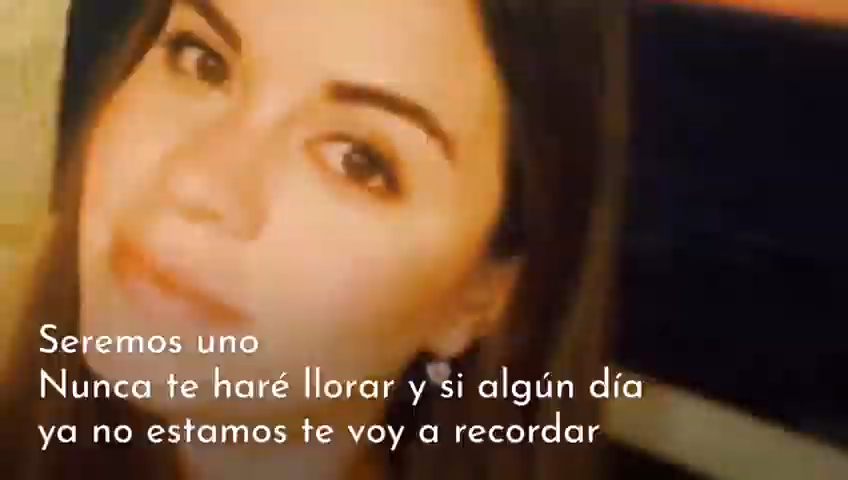 Seremos uno
Nunca te haré llorar y si algún día
ya no estamos te voy a recordar